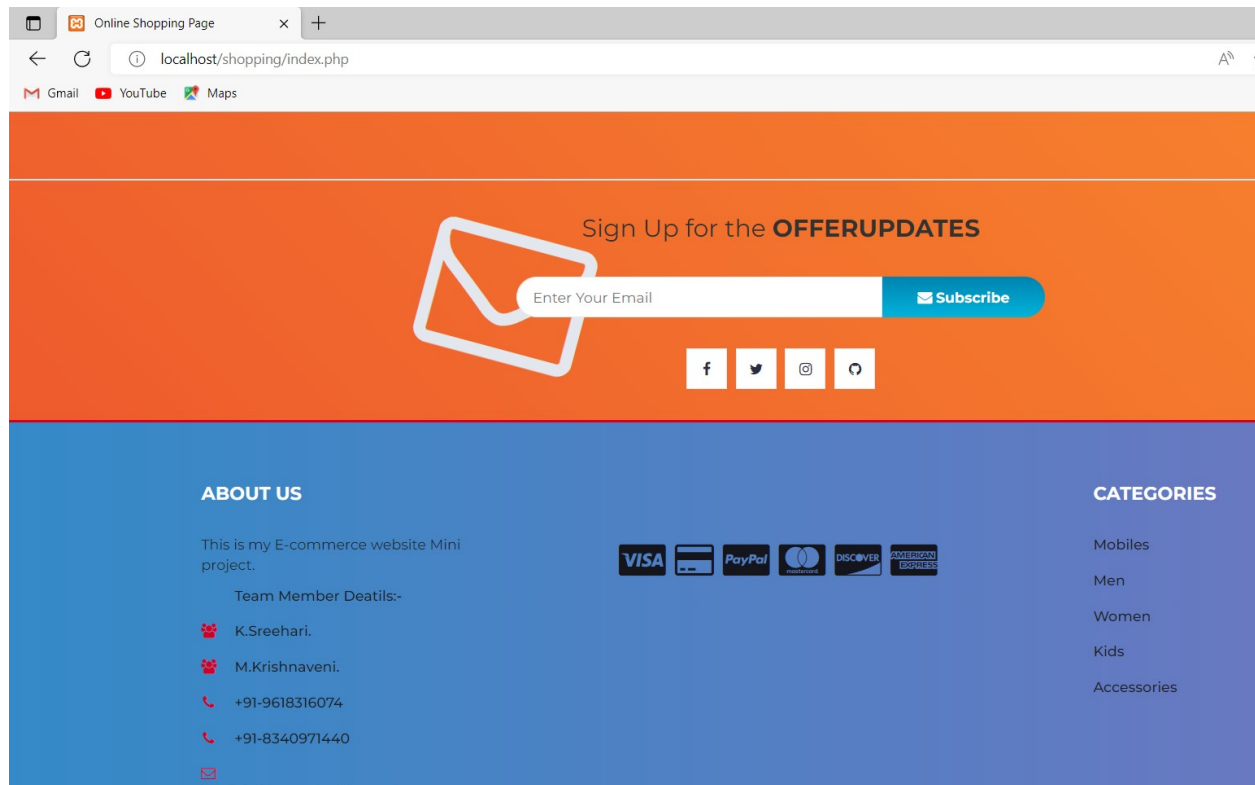 Online Shopping Page
localhost/shopping/index.php
Gmail YouTube Maps
Sign Up for the OFFERUPDATES
Enter Your Email Subscribe
ABOUT US
This is my E-commerce website Mini
project.
Team Member Deatils:-
K.Sreehari.
M.Krishnaveni.
+91-9618316074
+91-8340971440
VISA PayPal mastercard DISCOVER AMERICAN EXPRESS
CATEGORIES
Mobiles
Men
Women
Kids
Accessories